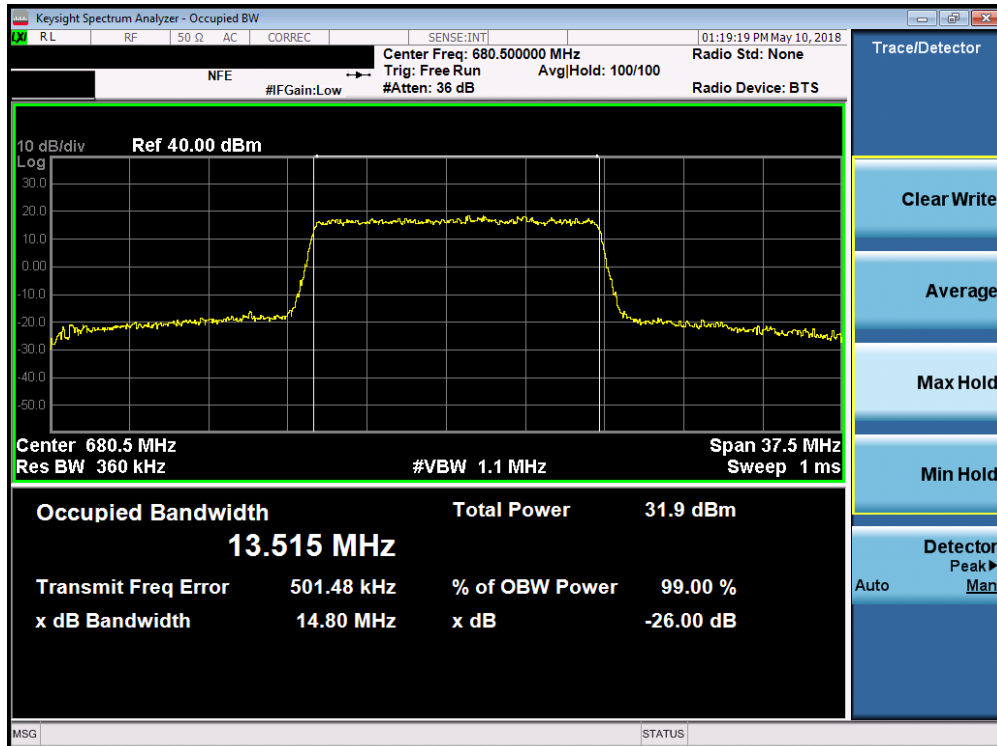 Keysight Spectrum Analyzer - Occupied BW
LXI RL RF 50 Ω AC CORREC SENSE:INT 01:19:19 PM May 10, 2018
NFE
#IFGain:Low
Center Freq: 680.500000 MHz
Trig: Free Run Avg|Hold: 100/100
#Atten: 36 dB
Radio Std: None
Radio Device: BTS
10 dB/div Ref 40.00 dBm
Log
30.0
20.0
10.0
0.00
-10.0
-20.0
-30.0
-40.0
-50.0
Center 680.5 MHz Span 37.5 MHz
Res BW 360 kHz #VBW 1.1 MHz Sweep 1 ms
Occupied Bandwidth Total Power 31.9 dBm
13.515 MHz
Transmit Freq Error 501.48 kHz % of OBW Power 99.00 %
x dB Bandwidth 14.80 MHz x dB -26.00 dB
MSG STATUS
Trace/Detector
Clear Write
Average
Max Hold
Min Hold
Detector
Peak▶
Auto Man